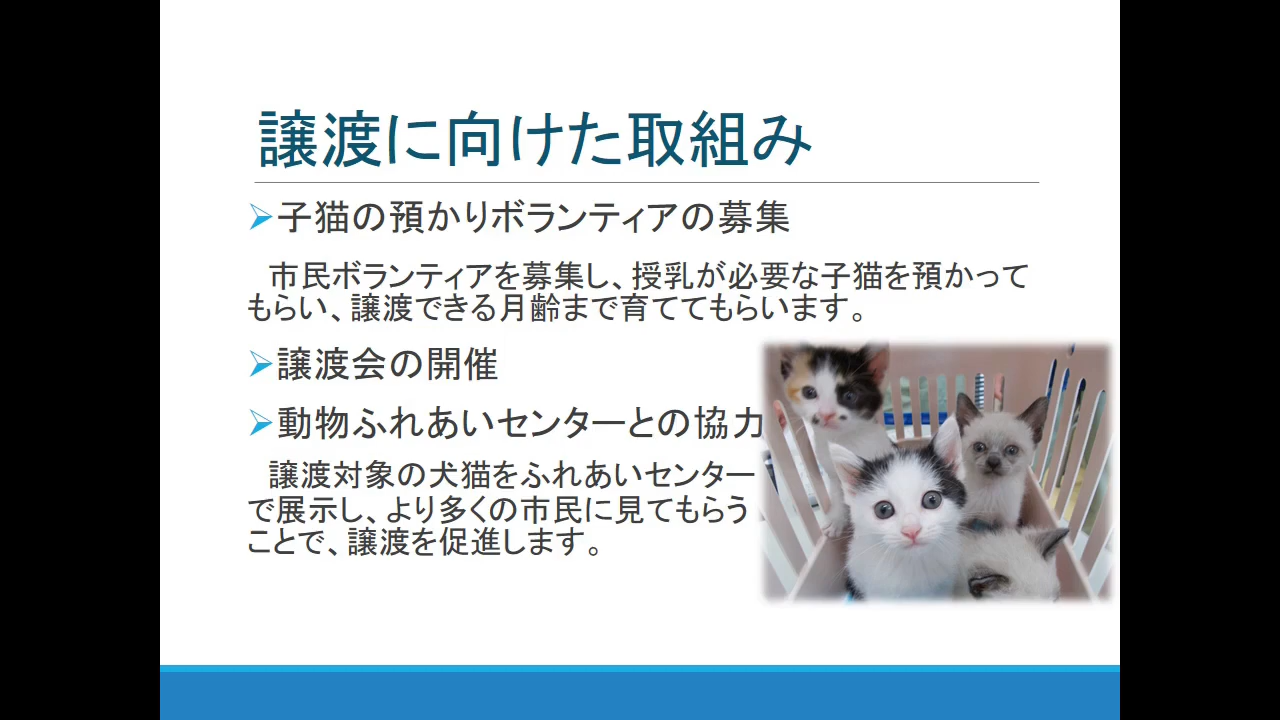 譲渡に向けた取組み
➢子猫の預かりボランティアの募集
市民ボランティアを募集し、授乳が必要な子猫を預かって
もらい、譲渡できる月齢まで育ててもらいます。
➢譲渡会の開催
➢動物ふれあいセンターとの協力
譲渡対象の犬猫をふれあいセンター
で展示し、より多くの市民に見てもらう
ことで、譲渡を促進します。